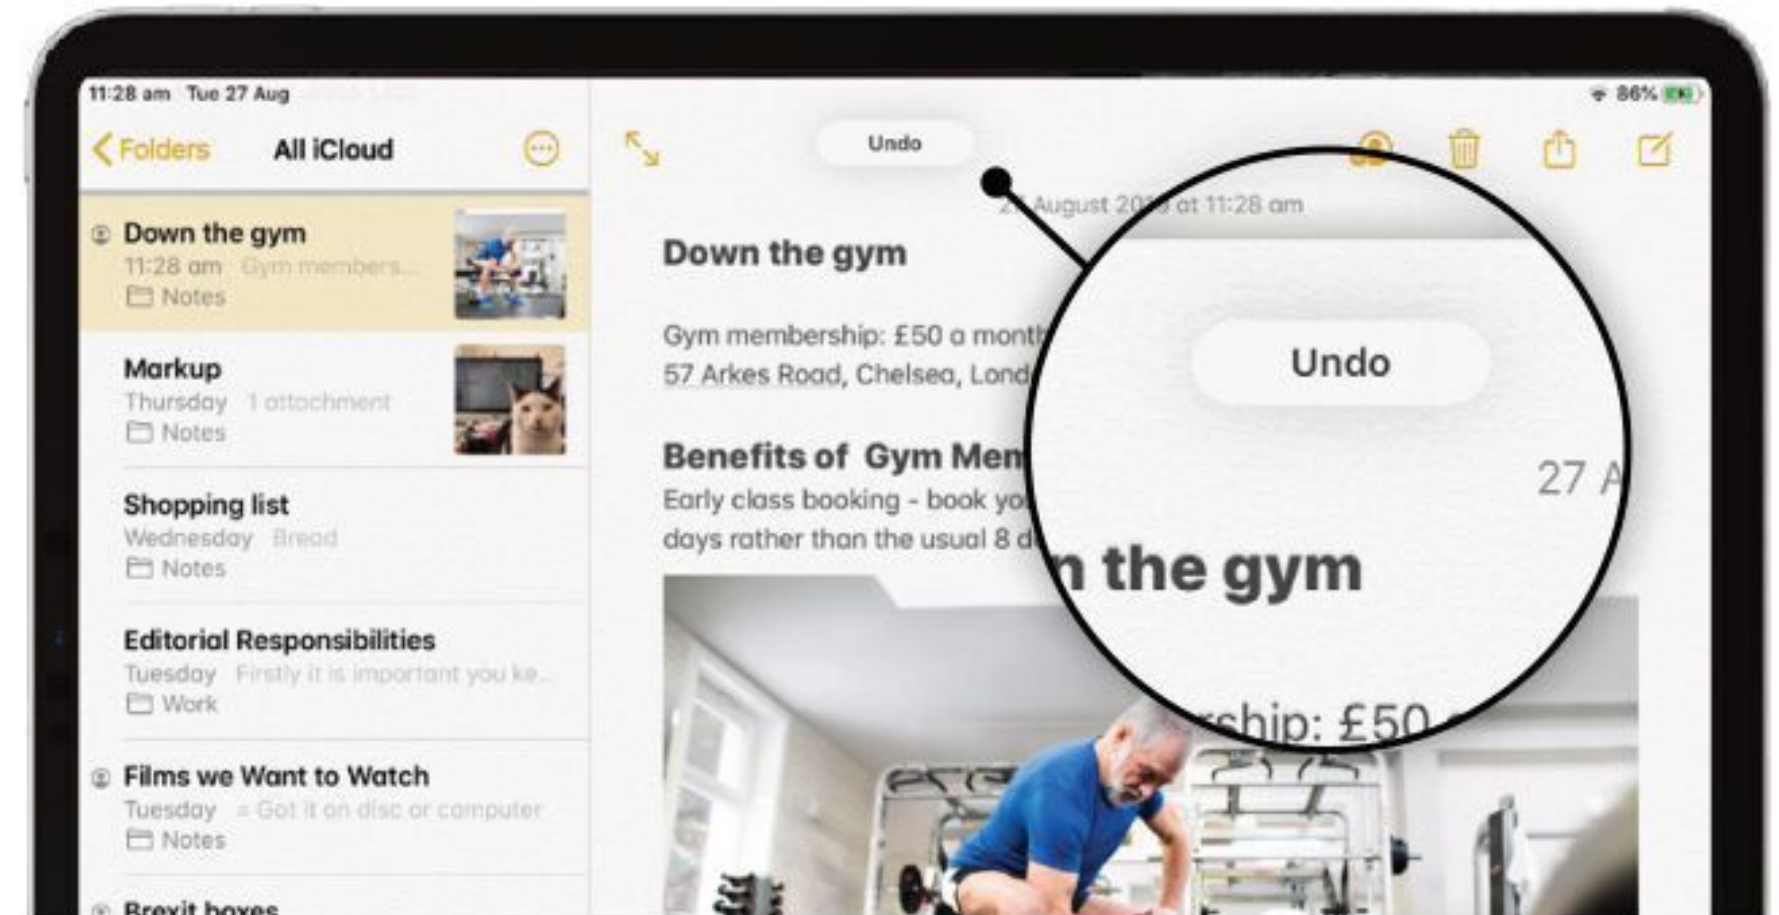 11:28 am Tue 27 Aug
86%
Folders
All iCloud
Undo
27 August 2019 at 11:28 am
Down the gym
11:28 am Gym members...
Notes
Markup
Thursday 1 attachment
Notes
Shopping list
Wednesday Bread
Notes
Editorial Responsibilities
Tuesday Firstly it is important you ke...
Work
Films we Want to Watch
Tuesday = Got it on disc or computer
Notes
Brexit boxes
Down the gym
Gym membership: £50 a month
57 Arkes Road, Chelsea, Lond
Benefits of Gym Mem
Early class booking - book yo
days rather than the usual 8 d
Undo
27 A
n the gym
rship: £50